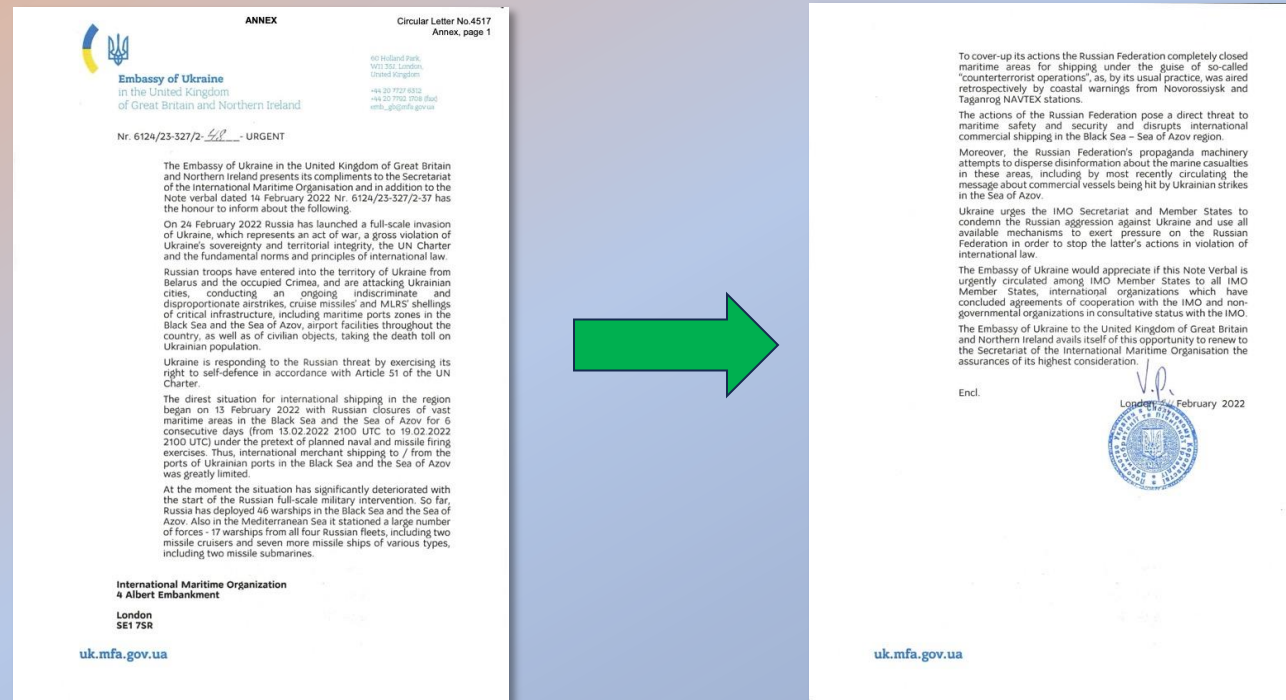 ANNEX
Circular Letter No.4517
Annex, page 1
Embassy of Ukraine
in the United Kingdom
of Great Britain and Northern Ireland
60 Holland Park,
W11 3SJ, London,
United Kingdom
+44 20 7727 6312
+44 20 7792 1708 (fax)
emb_gb@mfa.gov.ua
Nr. 6124/23-327/2-48 - URGENT
The Embassy of Ukraine in the United Kingdom of Great Britain
and Northern Ireland presents its compliments to the Secretariat
of the International Maritime Organisation and in addition to the
Note verbal dated 14 February 2022 Nr. 6124/23-327/2-37 has
the honour to inform about the following.
On 24 February 2022 Russia has launched a full-scale invasion
of Ukraine, which represents an act of war, a gross violation of
Ukraine's sovereignty and territorial integrity, the UN Charter
and the fundamental norms and principles of international law.
Russian troops have entered into the territory of Ukraine from
Belarus and the occupied Crimea, and are attacking Ukrainian
cities, conducting an ongoing indiscriminate and
disproportionate airstrikes, cruise missiles' and MLRS' shellings
of critical infrastructure, including maritime ports zones in the
Black Sea and the Sea of Azov, airport facilities throughout the
country, as well as of civilian objects, taking the death toll on
Ukrainian population.
Ukraine is responding to the Russian threat by exercising its
right to self-defence in accordance with Article 51 of the UN
Charter.
The direst situation for international shipping in the region
began on 13 February 2022 with Russian closures of vast
maritime areas in the Black Sea and the Sea of Azov for 6
consecutive days (from 13.02.2022 2100 UTC to 19.02.2022
2100 UTC) under the pretext of planned naval and missile firing
exercises. Thus, international merchant shipping to / from the
ports of Ukrainian ports in the Black Sea and the Sea of Azov
was greatly limited.
At the moment the situation has significantly deteriorated with
the start of the Russian full-scale military intervention. So far,
Russia has deployed 46 warships in the Black Sea and the Sea of
Azov. Also in the Mediterranean Sea it stationed a large number
of forces - 17 warships from all four Russian fleets, including two
missile cruisers and seven more missile ships of various types,
including two missile submarines.
International Maritime Organization
4 Albert Embankment
London
SE1 7SR
uk.mfa.gov.ua
To cover-up its actions the Russian Federation completely closed
maritime areas for shipping under the guise of so-called
"counterterrorist operations", as, by its usual practice, was aired
retrospectively by coastal warnings from Novorossiysk and
Taganrog NAVTEX stations.
The actions of the Russian Federation pose a direct threat to
maritime safety and security and disrupts international
commercial shipping in the Black Sea – Sea of Azov region.
Moreover, the Russian Federation's propaganda machinery
attempts to disperse disinformation about the marine casualties
in these areas, including by most recently circulating the
message about commercial vessels being hit by Ukrainian strikes
in the Sea of Azov.
Ukraine urges the IMO Secretariat and Member States to
condemn the Russian aggression against Ukraine and use all
available mechanisms to exert pressure on the Russian
Federation in order to stop the latter's actions in violation of
international law.
The Embassy of Ukraine would appreciate if this Note Verbal is
urgently circulated among IMO Member States to all IMO
Member States, international organizations which have
concluded agreements of cooperation with the IMO and non-
governmental organizations in consultative status with the IMO.
The Embassy of Ukraine to the United Kingdom of Great Britain
and Northern Ireland avails itself of this opportunity to renew to
the Secretariat of the International Maritime Organisation the
assurances of its highest consideration.
Encl.
London, February 2022
uk.mfa.gov.ua